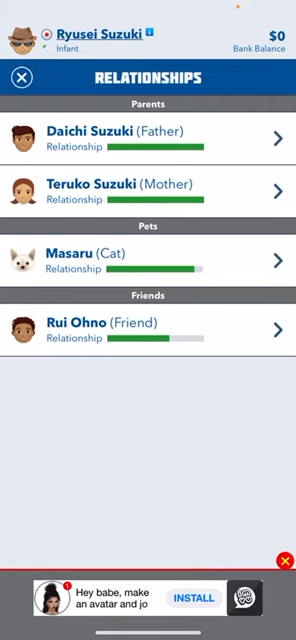 Ryusei Suzuki
$0
Infant
Bank Balance
RELATIONSHIPS
Parents
Daichi Suzuki (Father)
Relationship
Teruko Suzuki (Mother)
Relationship
Pets
Masaru (Cat)
Relationship
Friends
Rui Ohno (Friend)
Relationship
1
Hey babe, make
an avatar and jo
INSTALL